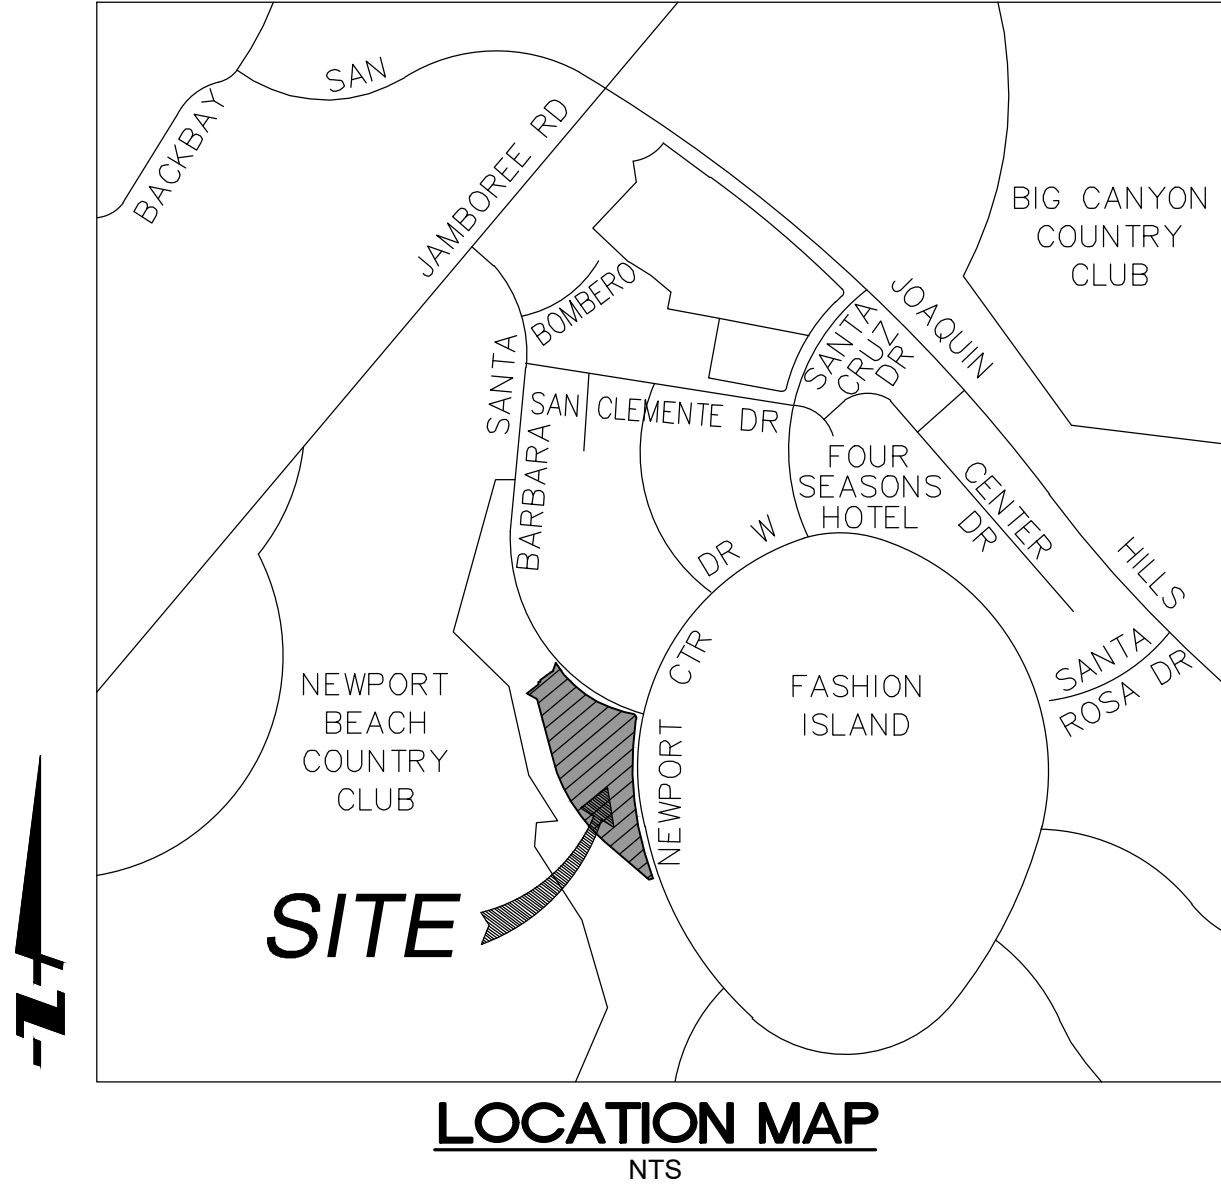 SAN
BACKBAY
JAMBOREE RD
BIG CANYON
COUNTRY
CLUB
JOAQUIN
BOMBERO
SANTA
CRUZ
DR
SANTA
BARBARA
SAN CLEMENTE DR
FOUR
SEASONS
HOTEL
CENTER
DR
HILLS
DR W
CTR
NEWPORT
SANTA
ROSA DR
NEWPORT
BEACH
COUNTRY
CLUB
FASHION
ISLAND
SITE
N
LOCATION MAP
NTS